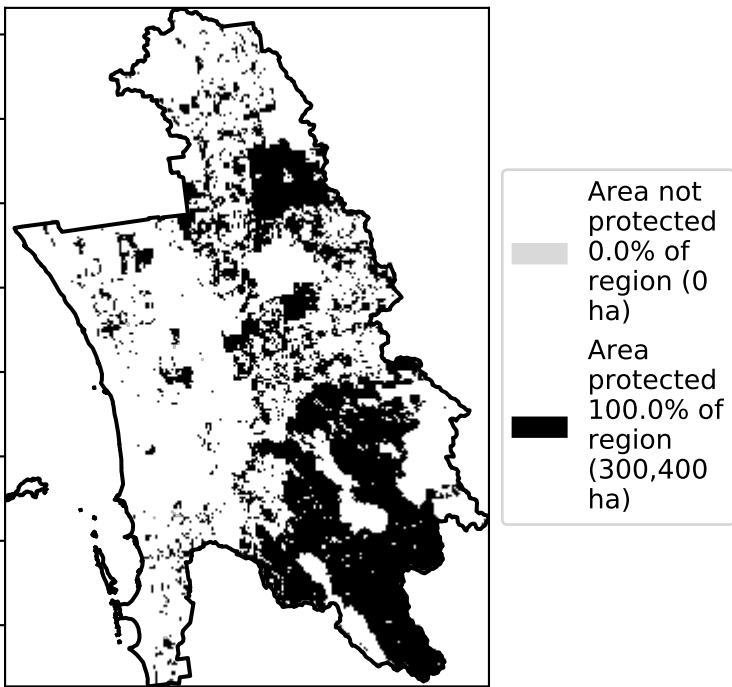 Area not
protected
0.0% of
region (0
ha)
Area
protected
100.0% of
region
(300,400
ha)